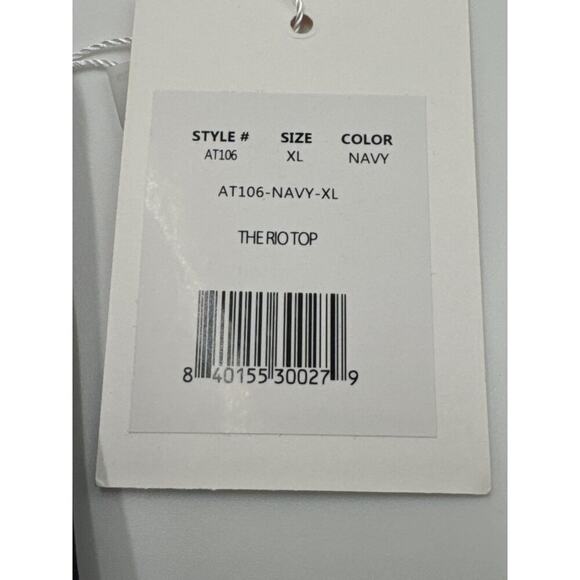 STYLE # SIZE COLOR
AT106 XL NAVY
AT106-NAVY-XL
THE RIO TOP
8 40155 30027 9